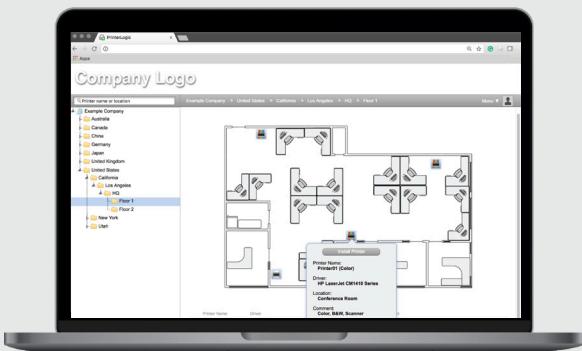 PrinterLogic
Apps
Company Logo
Printer name or location
Example Company > United States > California > Los Angeles > HQ > Floor 1
Menu
Example Company
Australia
Canada
China
Germany
Japan
United Kingdom
United States
California
Los Angeles
HQ
Floor 1
Floor 2
New York
Utah
Install Printer
Printer Name:
Printer01 (Color)
Driver:
HP LaserJet CM1410 Series
Location:
Conference Room
Comment:
Color, B&W, Scanner
Printer Name Driver